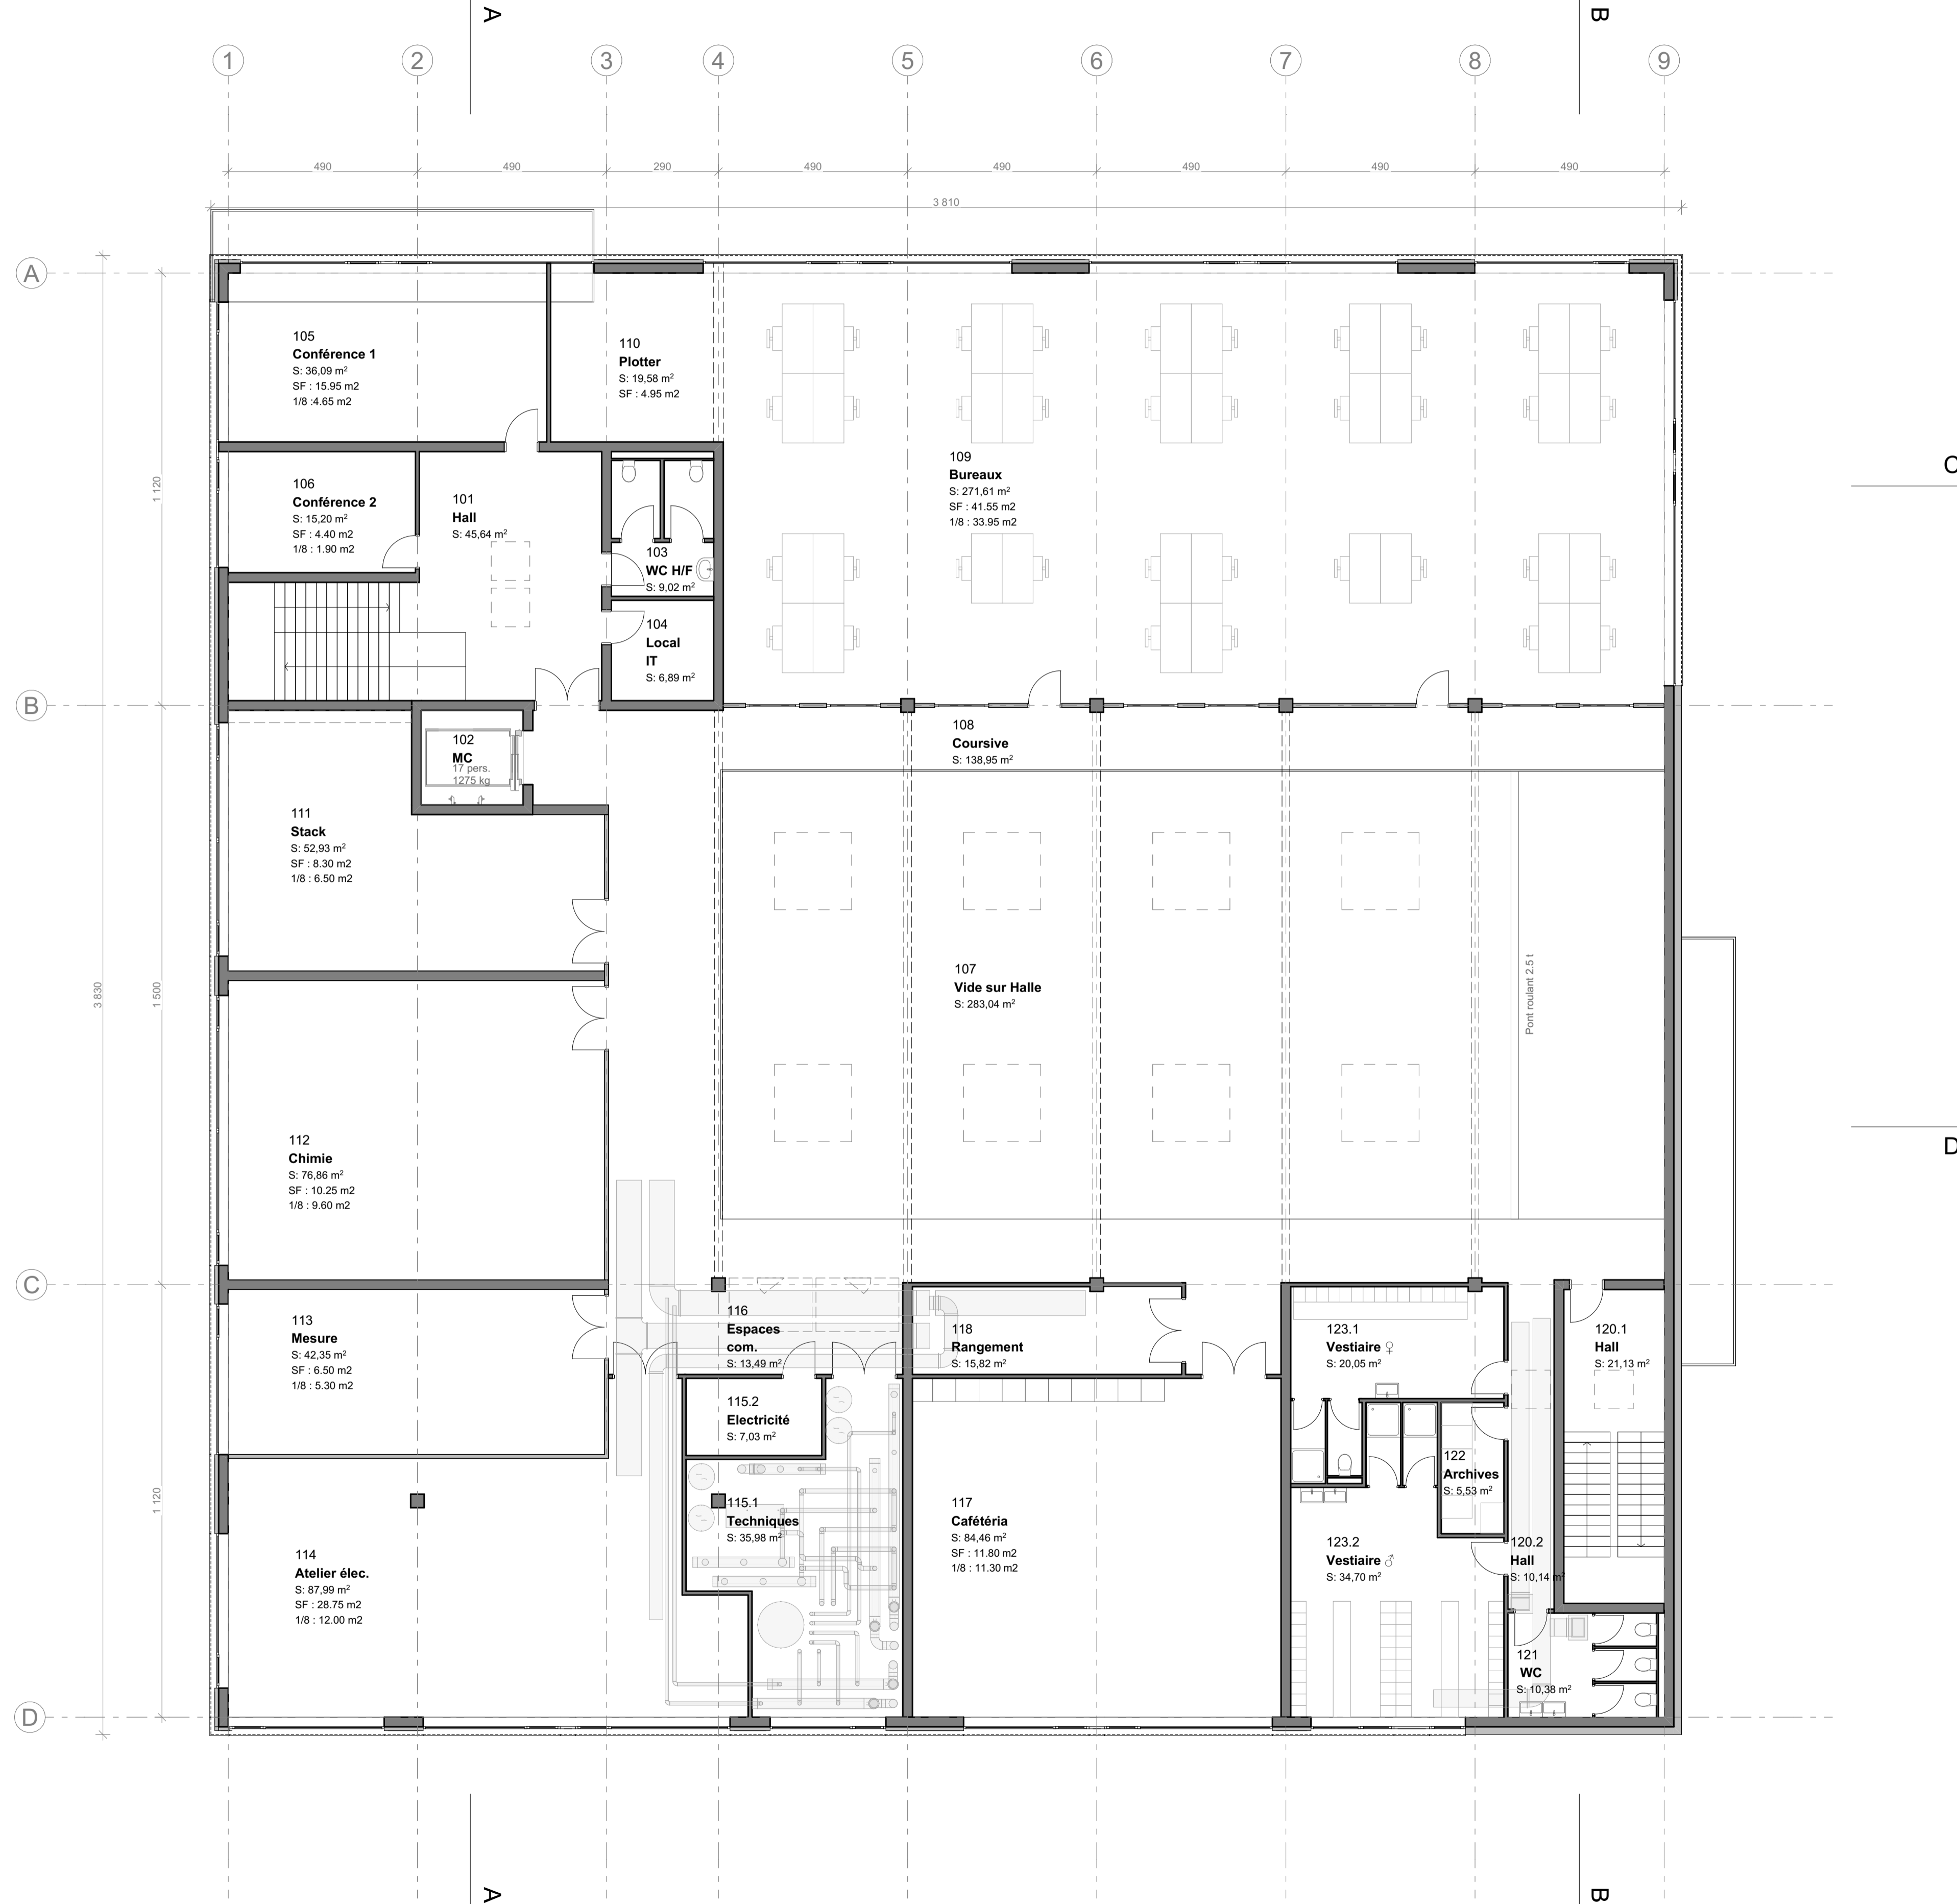 A
B
1
2
3
4
5
6
7
8
9
490
490
290
490
490
490
490
490
3 810
A
105
Conférence 1
S: 36,09 m²
SF : 15.95 m2
1/8 :4.65 m2
110
Plotter
S: 19,58 m²
SF : 4.95 m2
109
Bureaux
S: 271,61 m²
SF : 41.55 m2
1/8 : 33.95 m2
C
1 120
106
Conférence 2
S: 15,20 m²
SF : 4.40 m2
1/8 : 1.90 m2
101
Hall
S: 45,64 m²
103
WC H/F
S: 9,02 m²
104
Local
IT
S: 6,89 m²
B
102
MC
17 pers.
1275 kg
108
Coursive
S: 138,95 m²
111
Stack
S: 52,93 m²
SF : 8.30 m2
1/8 : 6.50 m2
3 830
1 500
107
Vide sur Halle
S: 283,04 m²
Pont roulant 2.5 t
D
112
Chimie
S: 76,86 m²
SF : 10.25 m2
1/8 : 9.60 m2
C
113
Mesure
S: 42,35 m²
SF : 6.50 m2
1/8 : 5.30 m2
116
Espaces
com.
S: 13,49 m²
118
Rangement
S: 15,82 m²
123.1
Vestiaire ♀
S: 20,05 m²
120.1
Hall
S: 21,13 m²
115.2
Electricité
S: 7,03 m²
122
Archives
S: 5,53 m²
1 120
115.1
Techniques
S: 35,98 m²
117
Cafétéria
S: 84,46 m²
SF : 11.80 m2
1/8 : 11.30 m2
123.2
Vestiaire ♂
S: 34,70 m²
120.2
Hall
S: 10,14 m²
114
Atelier élec.
S: 87,99 m²
SF : 28.75 m2
1/8 : 12.00 m2
121
WC
S: 10,38 m²
D
A
B